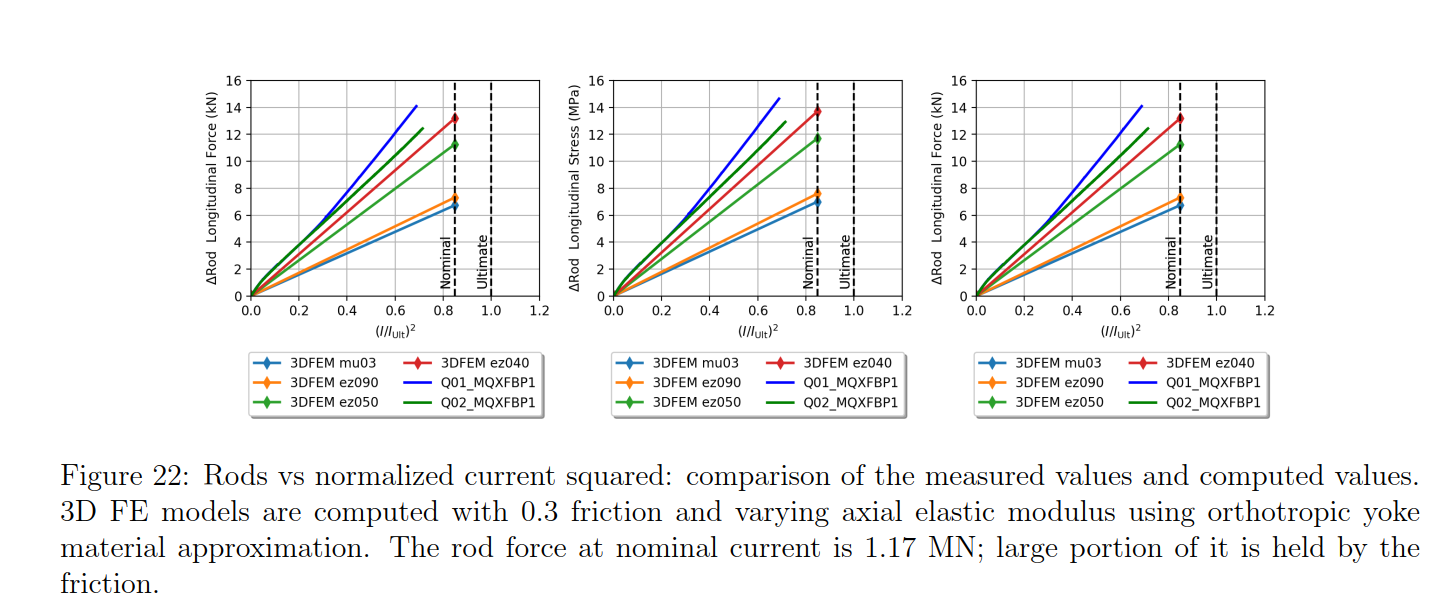 16
14
12
10
8
6
4
2
0
ΔRod Longitudinal Force (kN)
Nominal
Ultimate
0.0 0.2 0.4 0.6 0.8 1.0 1.2
(I/I_Ult)²
3DFEM mu03
3DFEM ez090
3DFEM ez050
3DFEM ez040
Q01_MQXFBP1
Q02_MQXFBP1
16
14
12
10
8
6
4
2
0
ΔRod Longitudinal Stress (MPa)
Nominal
Ultimate
0.0 0.2 0.4 0.6 0.8 1.0 1.2
(I/I_Ult)²
3DFEM mu03
3DFEM ez090
3DFEM ez050
3DFEM ez040
Q01_MQXFBP1
Q02_MQXFBP1
16
14
12
10
8
6
4
2
0
ΔRod Longitudinal Force (kN)
Nominal
Ultimate
0.0 0.2 0.4 0.6 0.8 1.0 1.2
(I/I_Ult)²
3DFEM mu03
3DFEM ez090
3DFEM ez050
3DFEM ez040
Q01_MQXFBP1
Q02_MQXFBP1
Figure 22: Rods vs normalized current squared: comparison of the measured values and computed values.
3D FE models are computed with 0.3 friction and varying axial elastic modulus using orthotropic yoke
material approximation. The rod force at nominal current is 1.17 MN; large portion of it is held by the
friction.